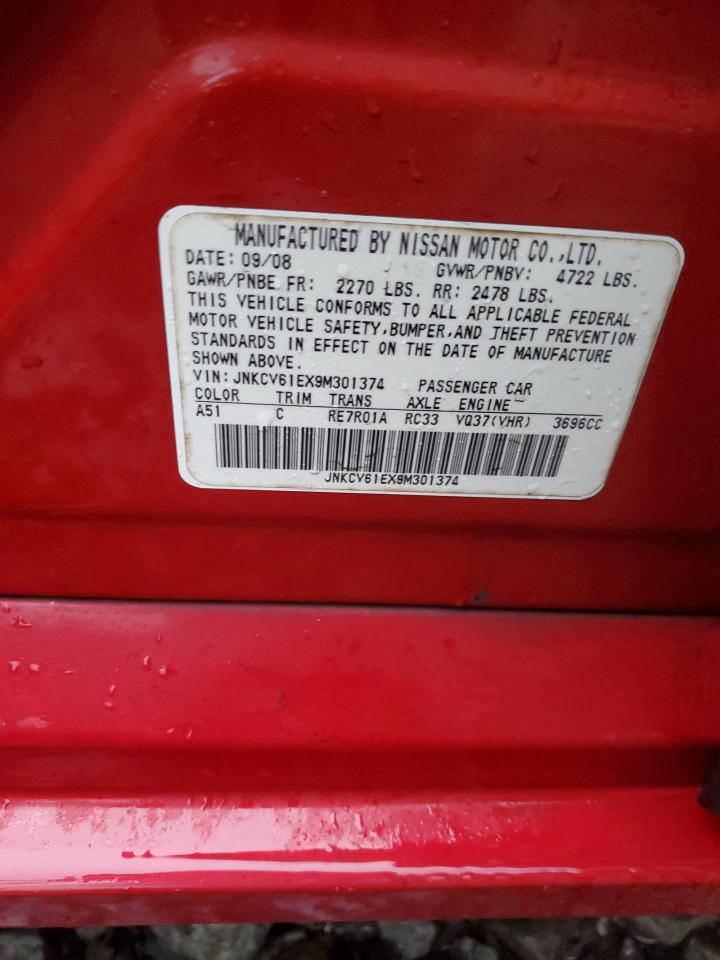 MANUFACTURED BY NISSAN MOTOR CO.,LTD.
DATE: 09/08 GVWR/PNBV: 4722 LBS.
GAWR/PNBE FR: 2270 LBS. RR: 2478 LBS.
THIS VEHICLE CONFORMS TO ALL APPLICABLE FEDERAL
MOTOR VEHICLE SAFETY,BUMPER,AND THEFT PREVENTION
STANDARDS IN EFFECT ON THE DATE OF MANUFACTURE
SHOWN ABOVE.
VIN: JNKCV61EX9M301374 PASSENGER CAR
COLOR TRIM TRANS AXLE ENGINE
A51 C RE7R01A RC33 VQ37(VHR) 3696CC
JNKCV61EX9M301374